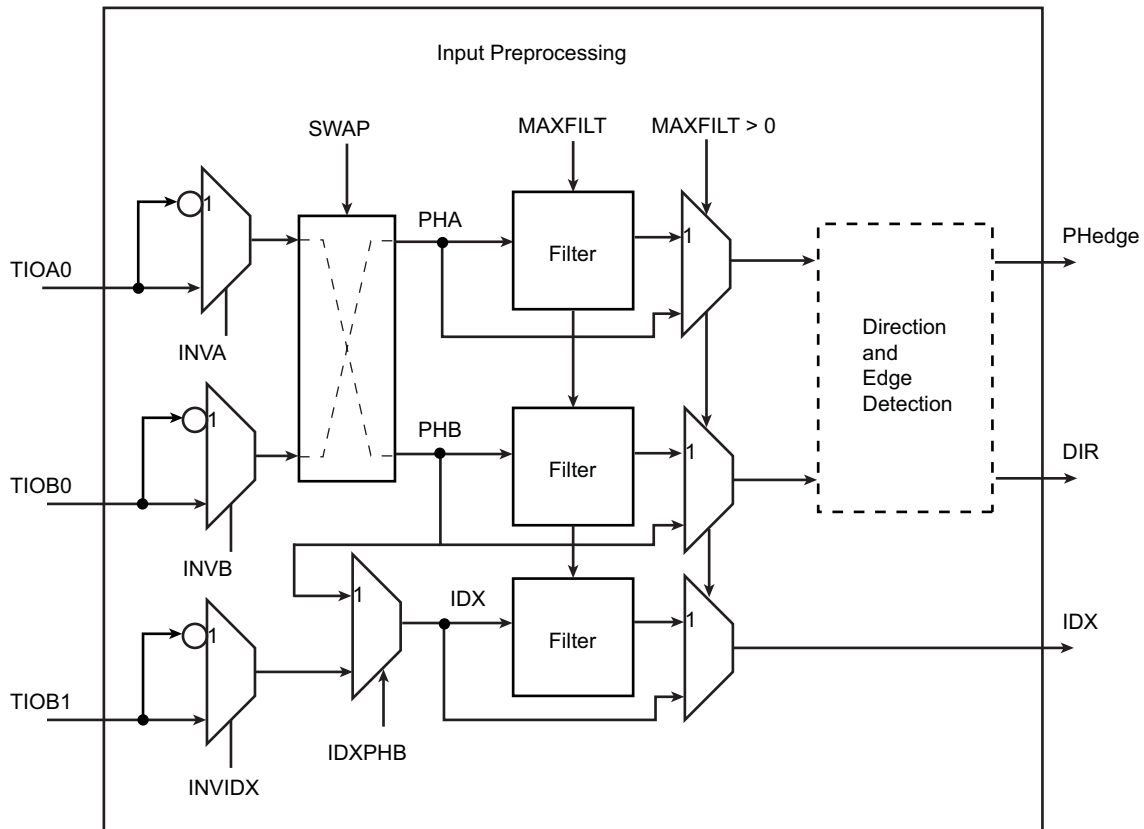 Input Preprocessing
SWAP
MAXFILT
MAXFILT > 0
1
TIOA0
INVA
PHA
Filter
1
PHedge
Direction
and
Edge
Detection
1
TIOB0
INVB
PHB
Filter
1
DIR
1
TIOB1
INVIDX
1
IDXPHB
IDX
Filter
1
IDX